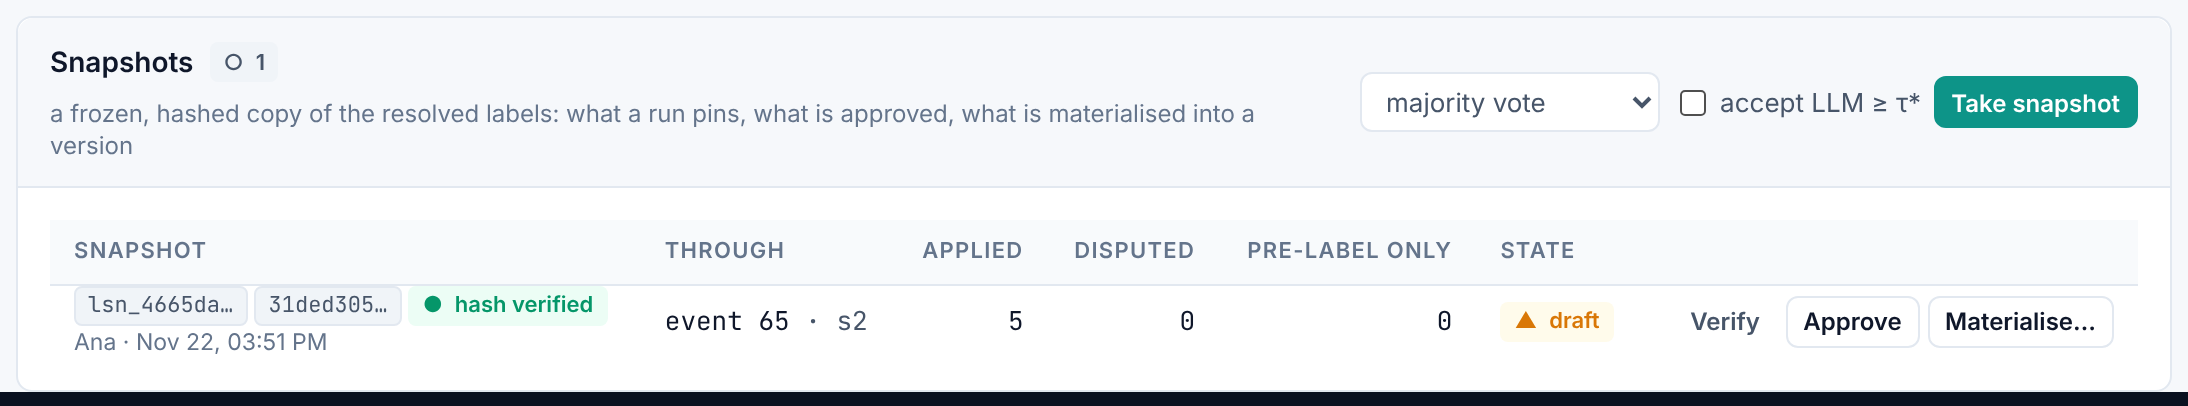 Snapshots 1
a frozen, hashed copy of the resolved labels: what a run pins, what is approved, what is materialised into a
version
majority vote
accept LLM ≥ τ*
Take snapshot
SNAPSHOT THROUGH APPLIED DISPUTED PRE-LABEL ONLY STATE
lsn_4665da… 31ded305… hash verified
Ana · Nov 22, 03:51 PM
event 65 · s2 5 0 0 draft Verify Approve Materialise…